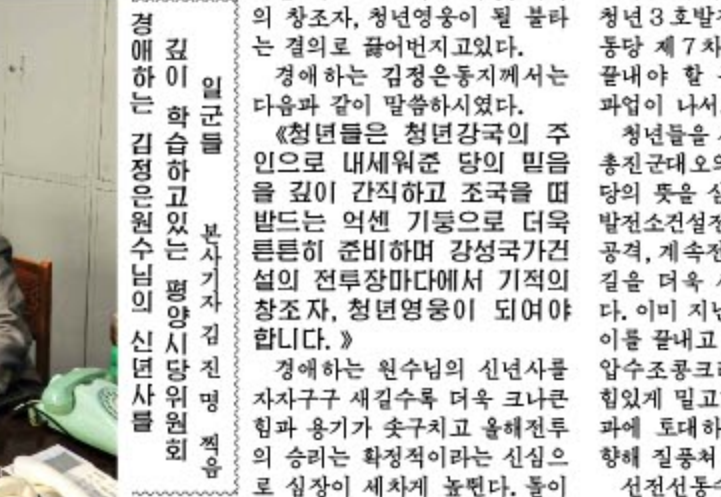 경애하는 김정은원수님의 신년사를
깊이 학습하고있는 평양시당위원회
일군들
본사기자 김진명 찍음
의 창조자, 청년영웅이 될 불타
는 결의로 끓어번지고있다.
경애하는 김정은동지께서는
다음과 같이 말씀하시였다.
《청년들은 청년강국의 주
인으로 내세워준 당의 믿음
을 깊이 간직하고 조국을 떠
받드는 억센 기둥으로 더욱
튼튼히 준비하며 강성국가건
설의 전투장마다에서 기적의
창조자, 청년영웅이 되여야
합니다.》
경애하는 원수님의 신년사를
자자구구 새길수록 더욱 크나큰
힘과 용기가 솟구치고 올해전투
의 승리는 확정적이라는 신심으
로 심장이 세차게 높뛴다. 돌이
청년3호발
통당 제7차
끝내야 할
파업이 나서
청년들을
총진군대오의
당의 뜻을
발전소건설
공격, 계속
길을 더욱
다. 이미 지난
이를 끝내고
압수조콩크리
힘있게 밀고
과에 토대하
향해 질풍쳐
선전선동